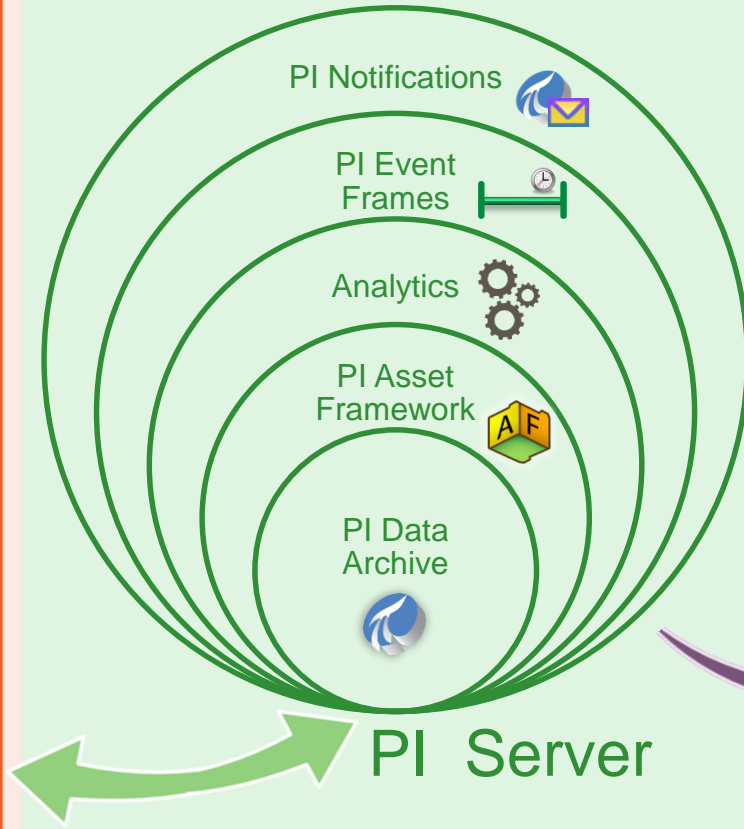 PI Notifications
PI Event
Frames
Analytics
PI Asset
Framework
A F
PI Data
Archive
PI Server